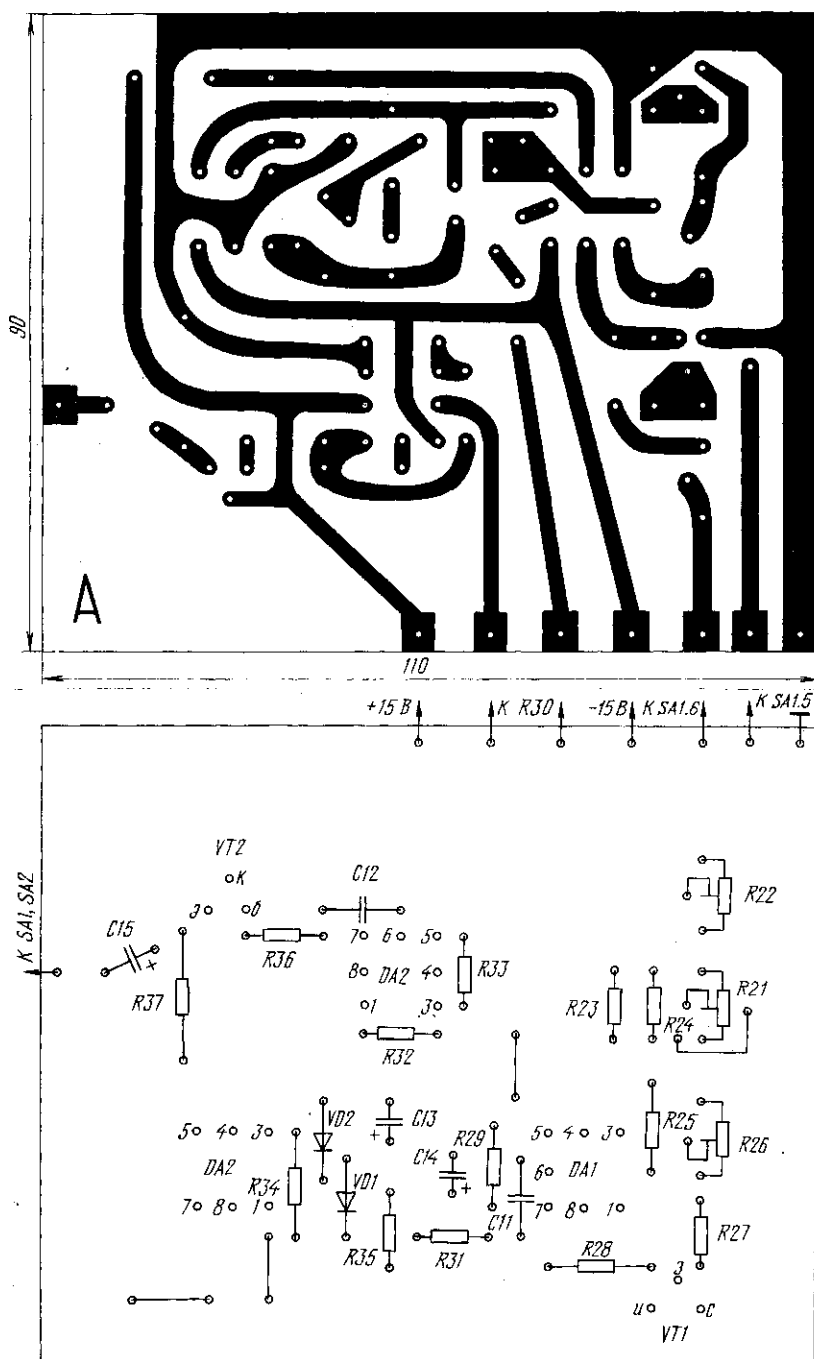 90
A
110
+15 В
К R30
-15 В
К SA1.6
К SA1.5
К SA1, SA2
VT2
к
э
б
C12
R22
C15
+
R36
7
6
5
R37
8
DA2
4
R33
1
3
R32
R23
R24
R21
5
4
3
VD2
C13
+
R29
5
4
3
R25
R26
DA2
R34
VD1
C14
+
6
DA1
7
8
1
C11
7
8
1
R35
R31
R28
R27
з
и
с
VT1